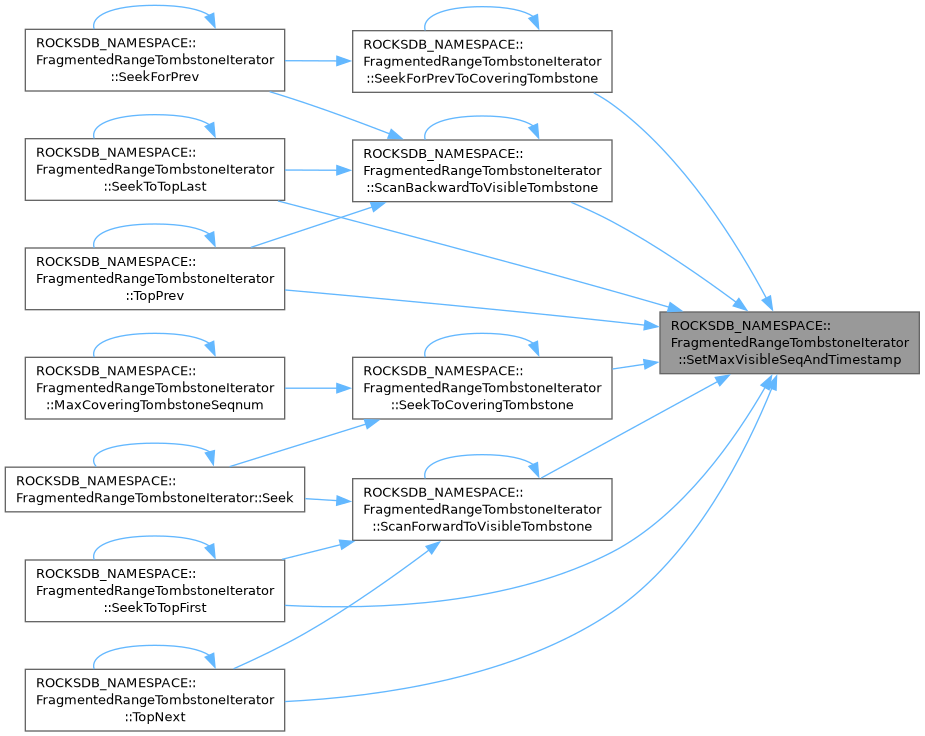 ROCKSDB_NAMESPACE::
FragmentedRangeTombstoneIterator
::SeekForPrev
ROCKSDB_NAMESPACE::
FragmentedRangeTombstoneIterator
::SeekForPrevToCoveringTombstone
ROCKSDB_NAMESPACE::
FragmentedRangeTombstoneIterator
::SeekToTopLast
ROCKSDB_NAMESPACE::
FragmentedRangeTombstoneIterator
::ScanBackwardToVisibleTombstone
ROCKSDB_NAMESPACE::
FragmentedRangeTombstoneIterator
::TopPrev
ROCKSDB_NAMESPACE::
FragmentedRangeTombstoneIterator
::SetMaxVisibleSeqAndTimestamp
ROCKSDB_NAMESPACE::
FragmentedRangeTombstoneIterator
::MaxCoveringTombstoneSeqnum
ROCKSDB_NAMESPACE::
FragmentedRangeTombstoneIterator
::SeekToCoveringTombstone
ROCKSDB_NAMESPACE::
FragmentedRangeTombstoneIterator::Seek
ROCKSDB_NAMESPACE::
FragmentedRangeTombstoneIterator
::ScanForwardToVisibleTombstone
ROCKSDB_NAMESPACE::
FragmentedRangeTombstoneIterator
::SeekToTopFirst
ROCKSDB_NAMESPACE::
FragmentedRangeTombstoneIterator
::TopNext